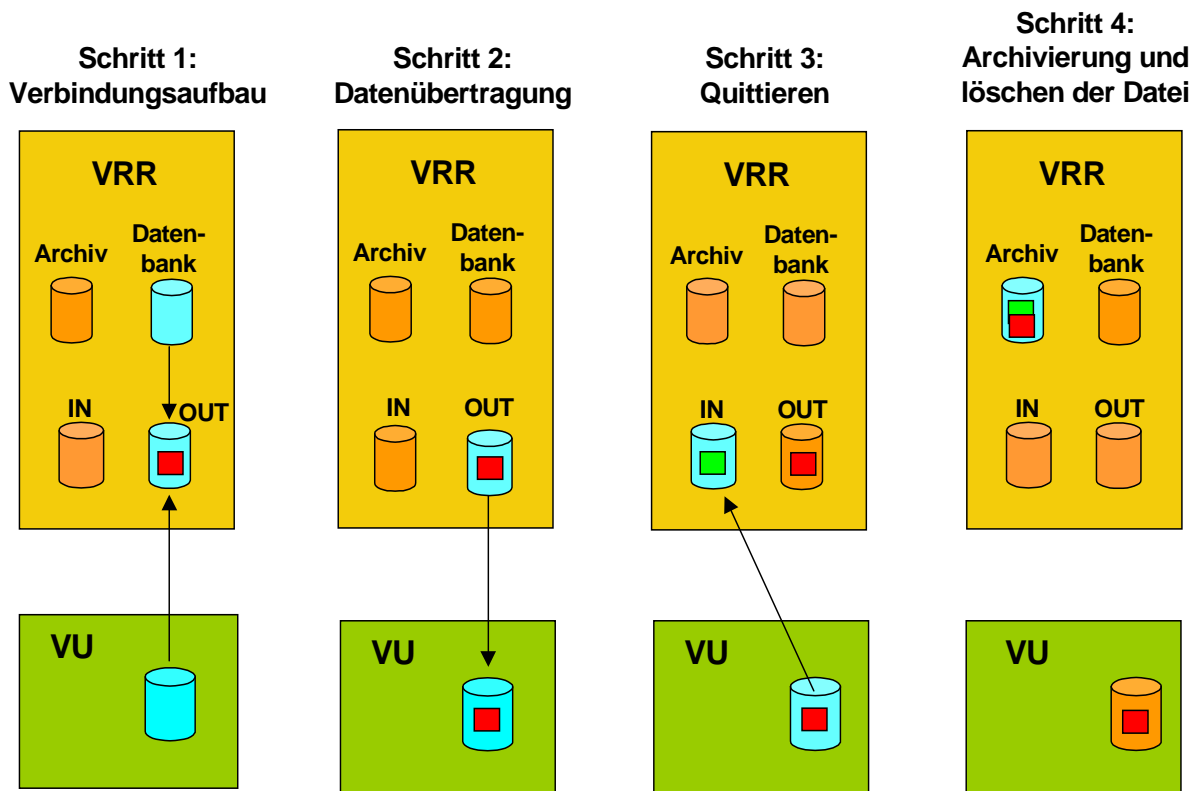 Schritt 1:
Verbindungsaufbau
Schritt 2:
Datenübertragung
Schritt 3:
Quittieren
Schritt 4:
Archivierung und
löschen der Datei
VRR
Archiv
Daten-
bank
IN
OUT
VU
VRR
Archiv
Daten-
bank
IN
OUT
VU
VRR
Archiv
Daten-
bank
IN
OUT
VU
VRR
Archiv
Daten-
bank
IN
OUT
VU